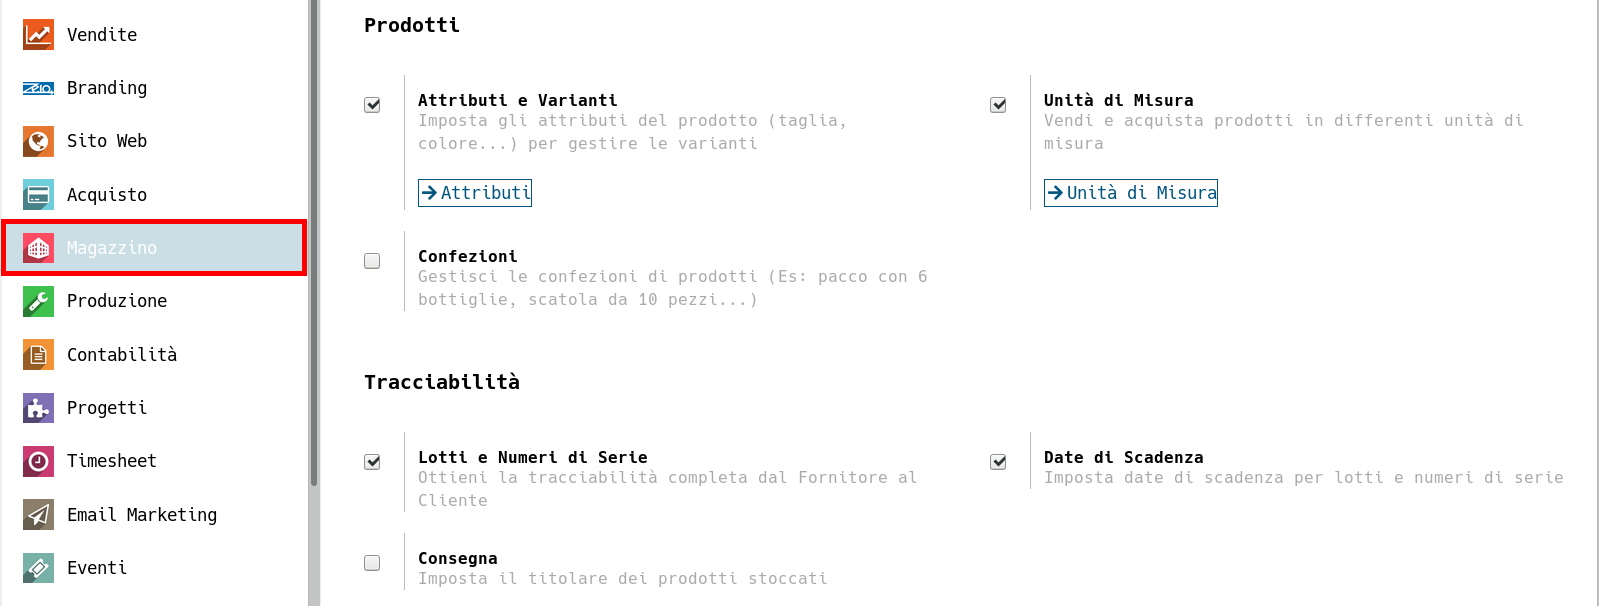 Vendite
Branding
Sito Web
Acquisto
Magazzino
Produzione
Contabilità
Progetti
Timesheet
Email Marketing
Eventi
Prodotti
Attributi e Varianti
Imposta gli attributi del prodotto (taglia,
colore...) per gestire le varianti
Attributi
Unità di Misura
Vendi e acquista prodotti in differenti unità di
misura
Unità di Misura
Confezioni
Gestisci le confezioni di prodotti (Es: pacco con 6
bottiglie, scatola da 10 pezzi...)
Tracciabilità
Lotti e Numeri di Serie
Ottieni la tracciabilità completa dal Fornitore al
Cliente
Date di Scadenza
Imposta date di scadenza per lotti e numeri di serie
Consegna
Imposta il titolare dei prodotti stoccati